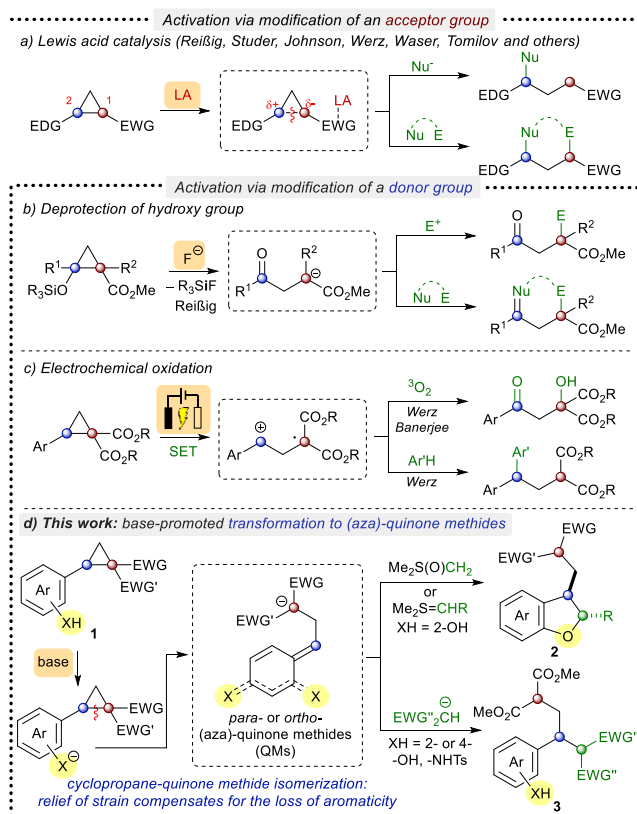 Activation via modification of an acceptor group
a) Lewis acid catalysis (Reißig, Studer, Johnson, Werz, Waser, Tomilov and others)
2 1
EDG EWG
LA
δ+ δ-
LA
EDG EWG
Nu⁻
Nu E
Nu
EDG EWG
Nu E
EDG EWG
Activation via modification of a donor group
b) Deprotection of hydroxy group
R¹ R²
R₃SiO CO₂Me
F⊖
– R₃SiF
Reißig
O R²
⊖
R¹ CO₂Me
E⁺
Nu E
O E
R²
R¹ CO₂Me
Nu E
R²
R¹ CO₂Me
c) Electrochemical oxidation
Ar CO₂R
CO₂R
SET
CO₂R
⊕ ·
Ar CO₂R
³O₂
Werz
Banerjee
Ar'H
Werz
O OH
CO₂R
Ar CO₂R
Ar' CO₂R
Ar CO₂R
d) This work: base-promoted transformation to (aza)-quinone methides
EWG
EWG'
Ar
XH
1
base
EWG
EWG'
Ar
X⊖
EWG
⊖
EWG'
X X
para- or ortho-
(aza)-quinone methides
(QMs)
Me₂S(O)CH₂
or
Me₂S=CHR
XH = 2-OH
⊖
EWG"₂CH
XH = 2- or 4-
-OH, -NHTs
EWG
EWG'
Ar
R
O
2
OMe
O
MeO₂C
EWG"
Ar
EWG"
XH
3
cyclopropane-quinone methide isomerization:
relief of strain compensates for the loss of aromaticity